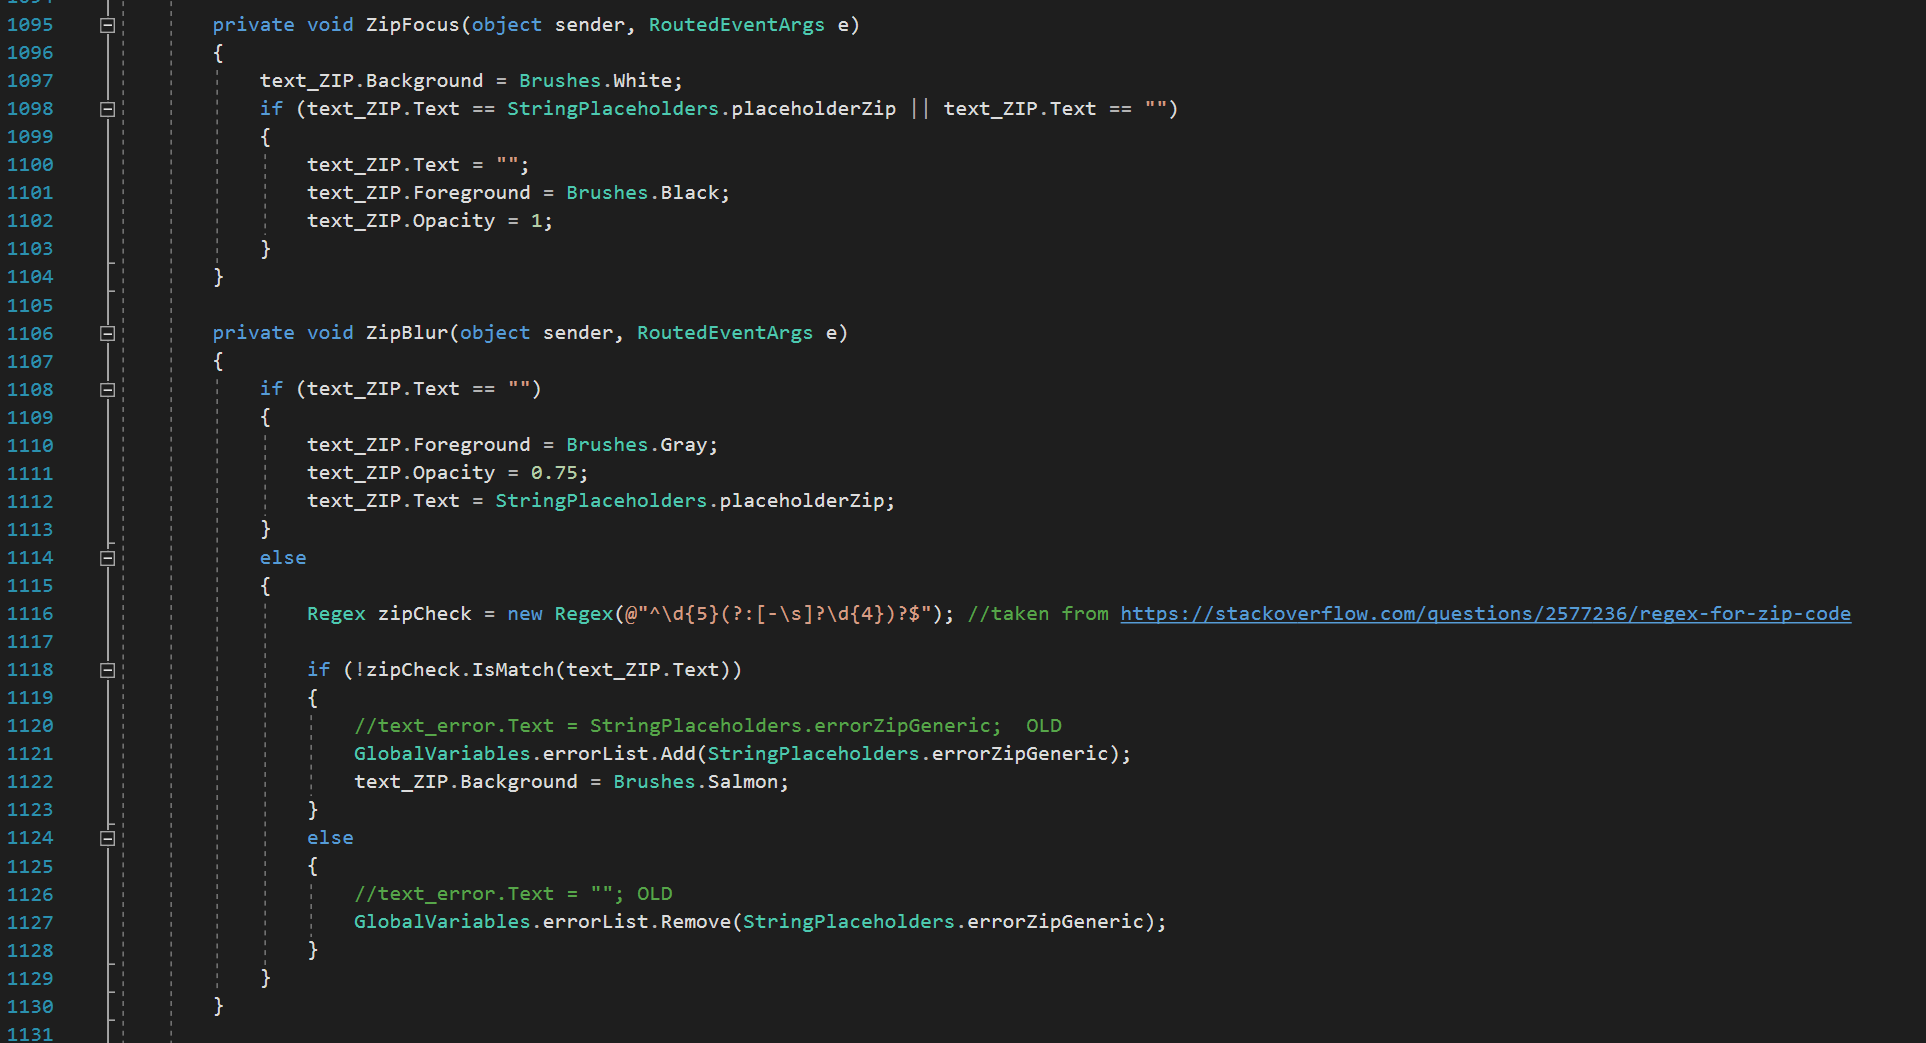 1095 private void ZipFocus(object sender, RoutedEventArgs e)
1096 {
1097 text_ZIP.Background = Brushes.White;
1098 if (text_ZIP.Text == StringPlaceholders.placeholderZip || text_ZIP.Text == "")
1099 {
1100 text_ZIP.Text = "";
1101 text_ZIP.Foreground = Brushes.Black;
1102 text_ZIP.Opacity = 1;
1103 }
1104 }
1105
1106 private void ZipBlur(object sender, RoutedEventArgs e)
1107 {
1108 if (text_ZIP.Text == "")
1109 {
1110 text_ZIP.Foreground = Brushes.Gray;
1111 text_ZIP.Opacity = 0.75;
1112 text_ZIP.Text = StringPlaceholders.placeholderZip;
1113 }
1114 else
1115 {
1116 Regex zipCheck = new Regex(@"^\d{5}(?:[-\s]?\d{4})?$"); //taken from https://stackoverflow.com/questions/2577236/regex-for-zip-code
1117
1118 if (!zipCheck.IsMatch(text_ZIP.Text))
1119 {
1120 //text_error.Text = StringPlaceholders.errorZipGeneric;  OLD
1121 GlobalVariables.errorList.Add(StringPlaceholders.errorZipGeneric);
1122 text_ZIP.Background = Brushes.Salmon;
1123 }
1124 else
1125 {
1126 //text_error.Text = ""; OLD
1127 GlobalVariables.errorList.Remove(StringPlaceholders.errorZipGeneric);
1128 }
1129 }
1130 }
1131